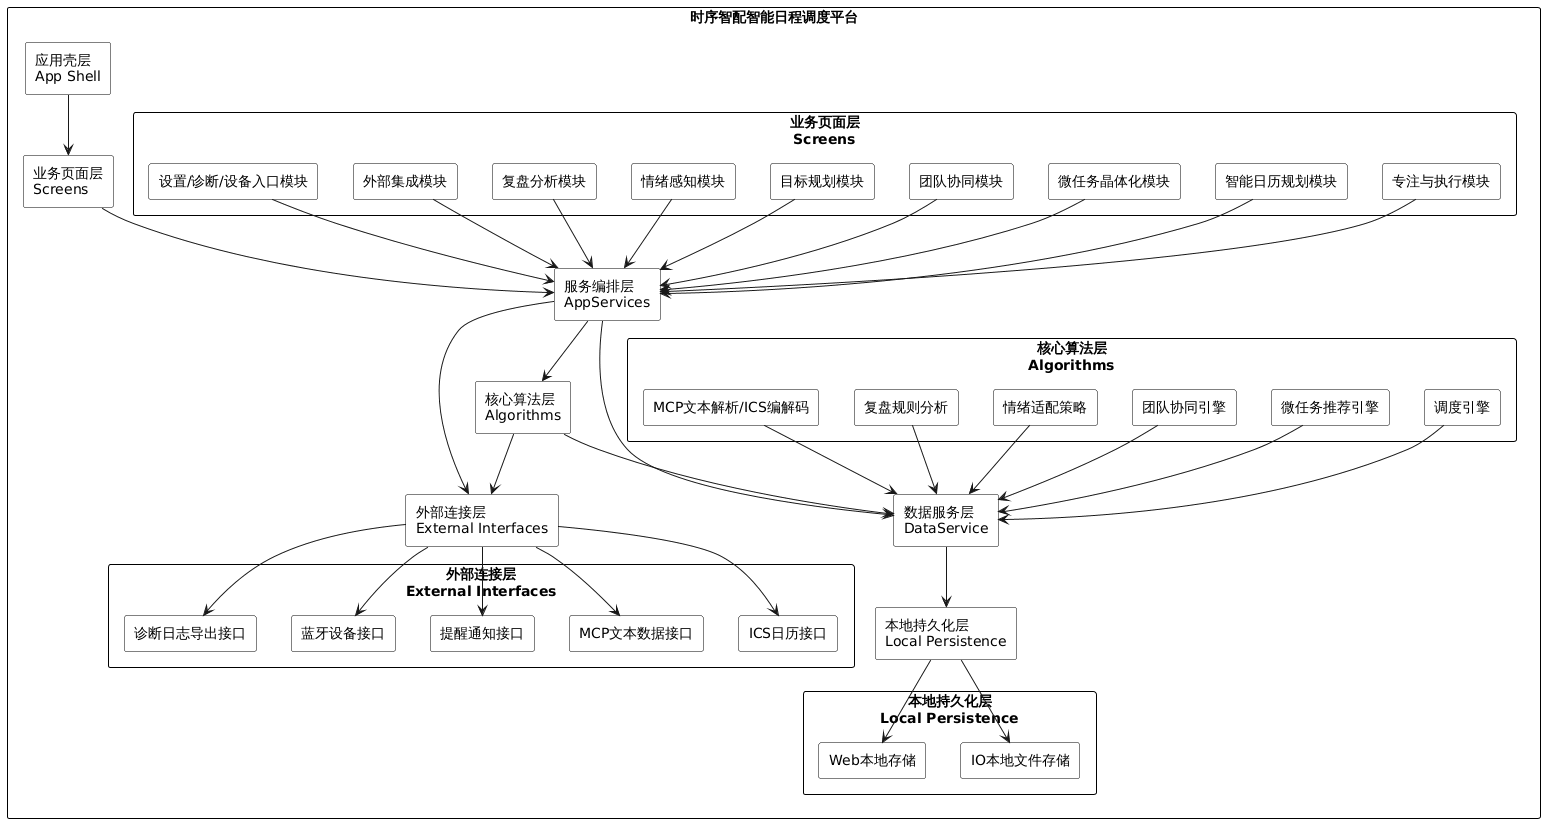 时序智配智能日程调度平台
应用壳层
App Shell
业务页面层
Screens
业务页面层
Screens
设置/诊断/设备入口模块
外部集成模块
复盘分析模块
情绪感知模块
目标规划模块
团队协同模块
微任务晶体化模块
智能日历规划模块
专注与执行模块
服务编排层
AppServices
核心算法层
Algorithms
核心算法层
Algorithms
MCP文本解析/ICS编解码
复盘规则分析
情绪适配策略
团队协同引擎
微任务推荐引擎
调度引擎
外部连接层
External Interfaces
数据服务层
DataService
外部连接层
External Interfaces
诊断日志导出接口
蓝牙设备接口
提醒通知接口
MCP文本数据接口
ICS日历接口
本地持久化层
Local Persistence
本地持久化层
Local Persistence
Web本地存储
IO本地文件存储